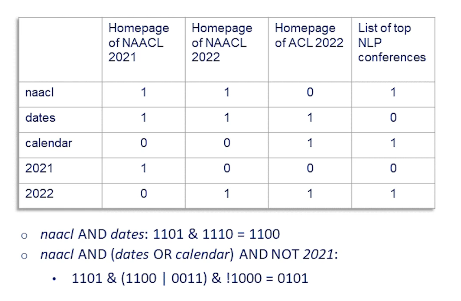 Homepage of NAACL 2021 Homepage of NAACL 2022 Homepage of ACL 2022 List of top NLP conferences
naacl 1 1 0 1
dates 1 1 1 0
calendar 0 0 1 1
2021 1 0 0 0
2022 0 1 1 1
o naacl AND dates: 1101 & 1110 = 1100
o naacl AND (dates OR calendar) AND NOT 2021:
• 1101 & (1100 | 0011) & !1000 = 0101